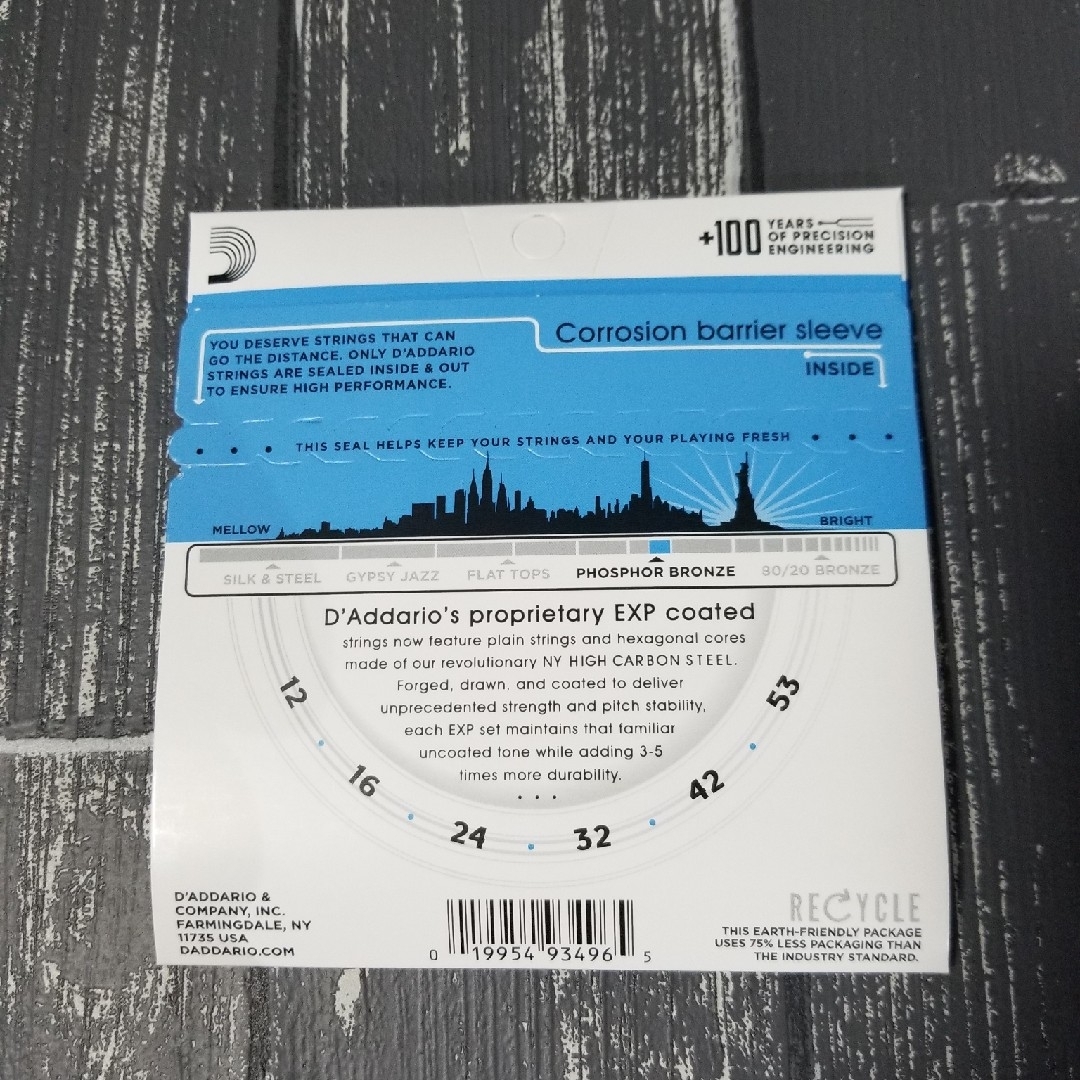 +100 YEARS
OF PRECISION
ENGINEERING
YOU DESERVE STRINGS THAT CAN
GO THE DISTANCE. ONLY D'ADDARIO
STRINGS ARE SEALED INSIDE & OUT
TO ENSURE HIGH PERFORMANCE.
Corrosion barrier sleeve
INSIDE
• • • THIS SEAL HELPS KEEP YOUR STRINGS AND YOUR PLAYING FRESH • • •
MELLOW
BRIGHT
SILK & STEEL GYPSY JAZZ FLAT TOPS PHOSPHOR BRONZE 80/20 BRONZE
D'Addario's proprietary EXP coated
strings now feature plain strings and hexagonal cores
made of our revolutionary NY HIGH CARBON STEEL.
Forged, drawn, and coated to deliver
unprecedented strength and pitch stability,
each EXP set maintains that familiar
uncoated tone while adding 3-5
times more durability.
• • •
12 • 16 • 24 • 32 • 42 • 53
D'ADDARIO &
COMPANY, INC.
FARMINGDALE, NY
11735 USA
DADDARIO.COM
0 19954 93496 5
RECYCLE
THIS EARTH-FRIENDLY PACKAGE
USES 75% LESS PACKAGING THAN
THE INDUSTRY STANDARD.